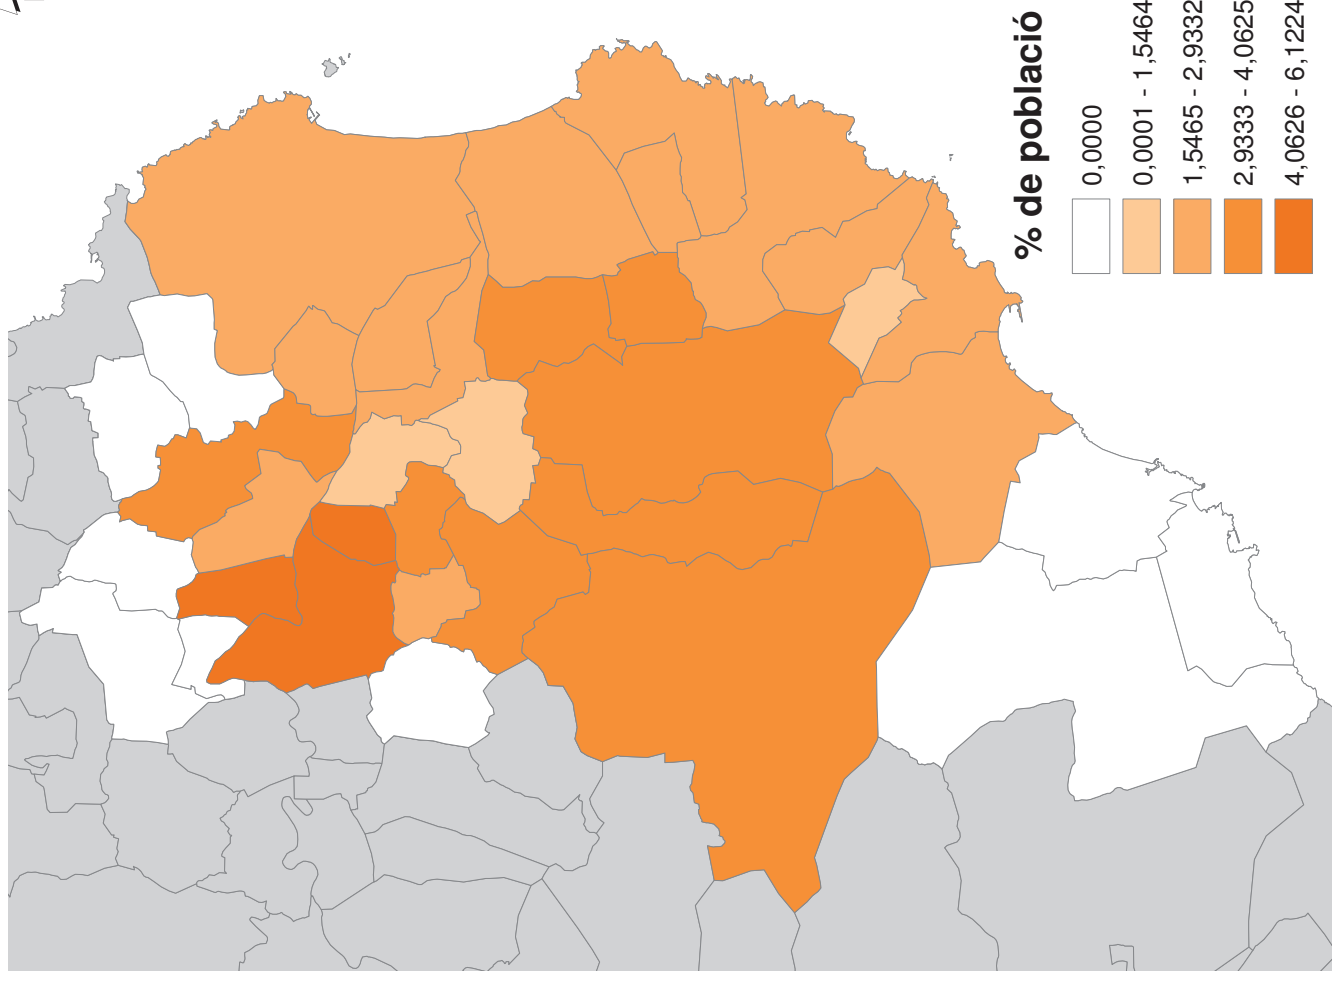 % de població
0,0000
0,0001 - 1,5464
1,5465 - 2,9332
2,9333 - 4,0625
4,0626 - 6,1224